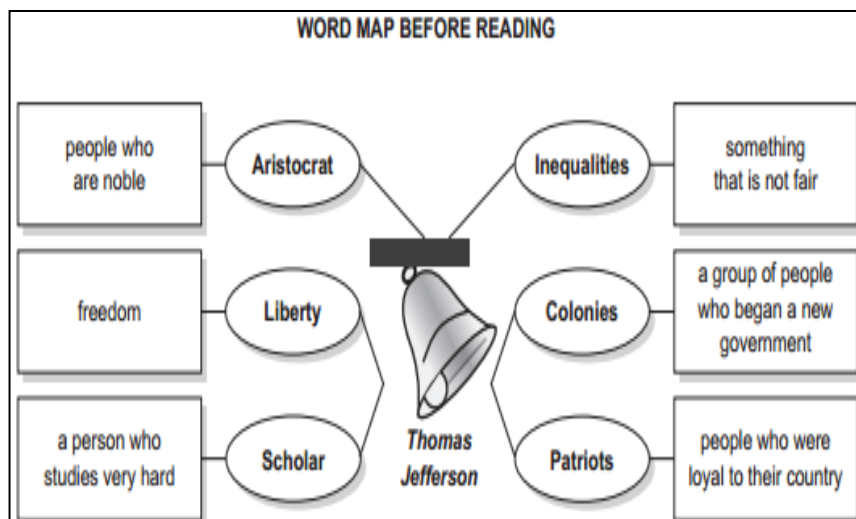 WORD MAP BEFORE READING
people who
are noble
Aristocrat
Inequalities
something
that is not fair
freedom
Liberty
Colonies
a group of people
who began a new
government
a person who
studies very hard
Scholar
Thomas
Jefferson
Patriots
people who were
loyal to their country